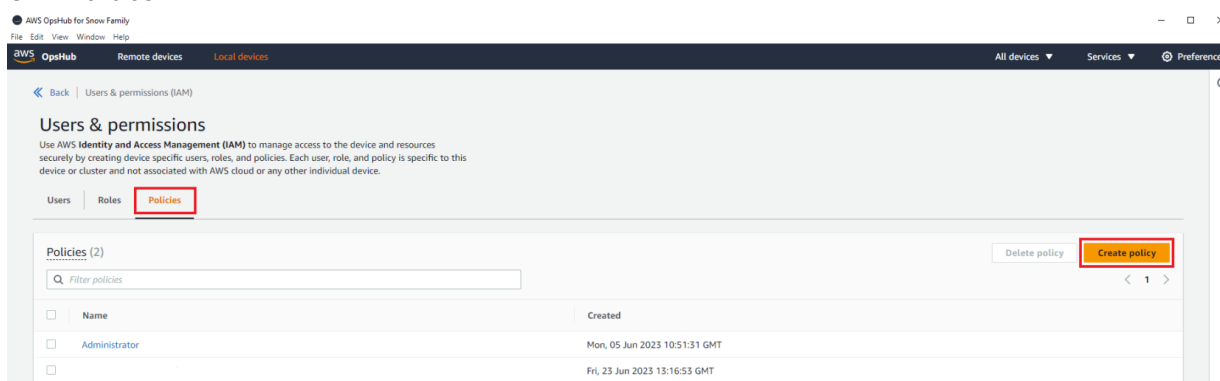 AWS OpsHub for Snow Family
File Edit View Window Help
aws OpsHub Remote devices Local devices All devices Services
Back Users & permissions (IAM)
Users & permissions
Use AWS Identity and Access Management (IAM) to manage access to the device and resources
securely by creating device specific users, roles, and policies. Each user, role, and policy is specific to this
device or cluster and not associated with AWS cloud or any other individual device.
Users Roles Policies
Policies (2) Delete policy Create policy
Filter policies 1
Name Created
Administrator Mon, 05 Jun 2023 10:51:31 GMT
Fri, 23 Jun 2023 13:16:53 GMT